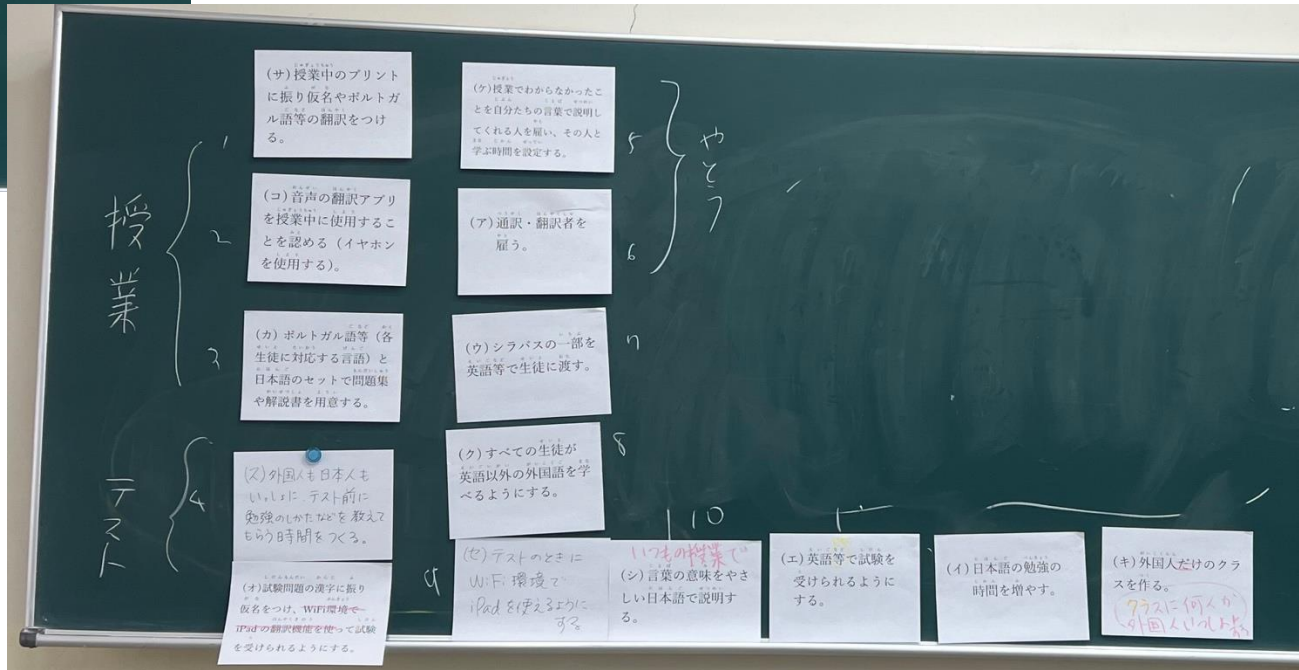 授業
1
(サ)授業中のプリント
に振り仮名やポルトガ
ル語等の翻訳をつけ
る。
2
(コ)音声の翻訳アプリ
を授業中に使用するこ
とを認める(イヤホン
を使用する)。
3
(カ)ポルトガル語等(各
生徒に対応する言語)と
日本語のセットで問題集
や解説書を用意する。
テスト
4
(ス)外国人も日本人も
いっしょに、テスト前に
勉強のしかたなどを教えて
もらう時間をつくる。
(オ)試験問題の漢字に振り
仮名をつけ、WiFi環境で
iPadの翻訳機能を使って試験
を受けられるようにする。
(ケ)授業でわからなかったこ
とを自分たちの言葉で説明し
てくれる人を雇い、その人と
学ぶ時間を設定する。
5
やとう
(ア)通訳・翻訳者を
雇う。
6
(ウ)シラバスの一部を
英語等で生徒に渡す。
7
(ク)すべての生徒が
英語以外の外国語を学
べるようにする。
8
9
(セ)テストのときに
WiFi環境で
iPadを使えるように
する。
10
いつもの授業で
(シ)言葉の意味をやさ
しい日本語で説明す
る。
(エ)英語等で試験を
受けられるようにす
る。
(イ)日本語の勉強の
時間を増やす。
(キ)外国人だけのクラ
スを作る。
クラスに何人か
外国人いっしょ